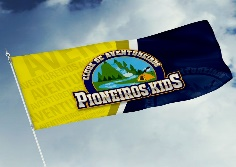 CLUBE DE AVENTUREIROS
PIONEIROS KIDS